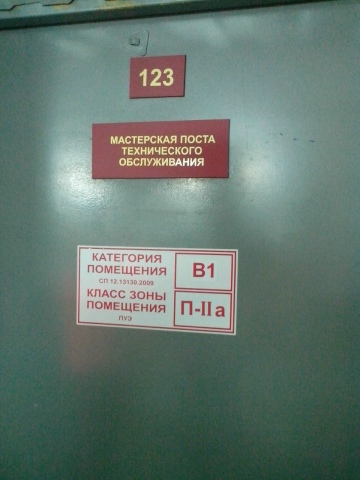 123
МАСТЕРСКАЯ ПОСТА
ТЕХНИЧЕСКОГО
ОБСЛУЖИВАНИЯ
КАТЕГОРИЯ
ПОМЕЩЕНИЯ
СП 12.13130.2009
В1
КЛАСС ЗОНЫ
ПОМЕЩЕНИЯ
ПУЭ
П-IIа